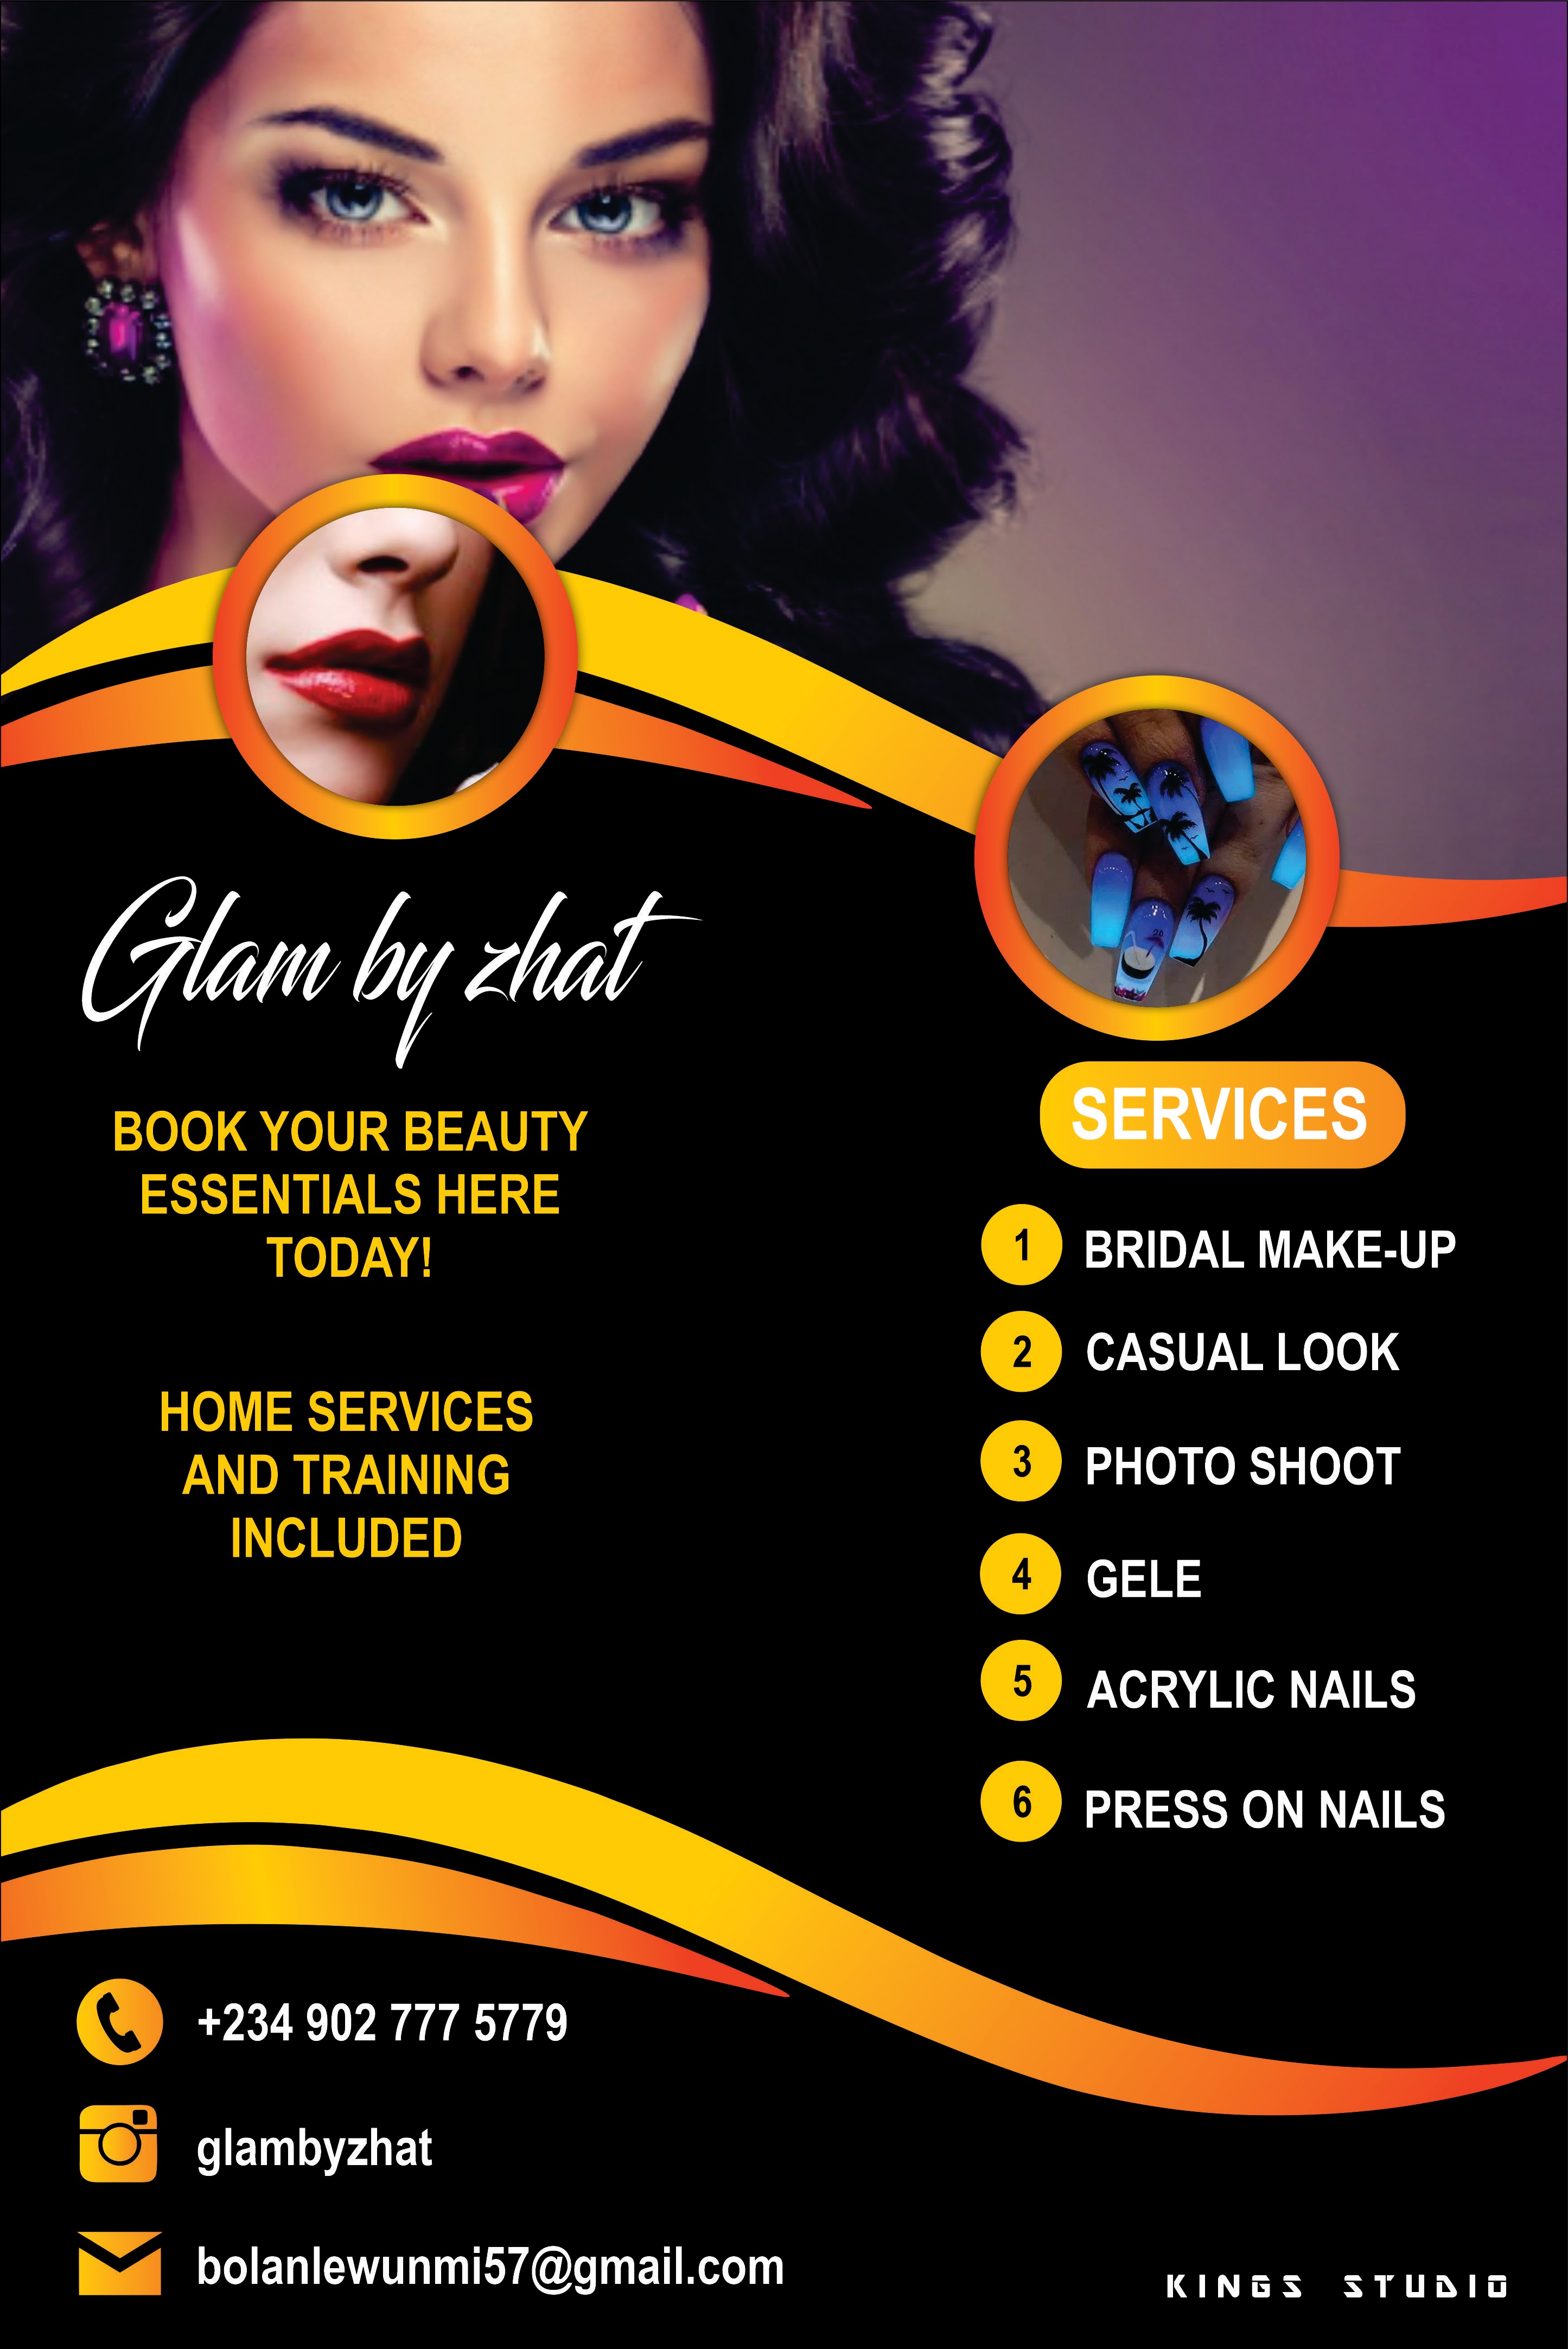 Glam by zhat
BOOK YOUR BEAUTY
ESSENTIALS HERE
TODAY!
HOME SERVICES
AND TRAINING
INCLUDED
SERVICES
1 BRIDAL MAKE-UP
2 CASUAL LOOK
3 PHOTO SHOOT
4 GELE
5 ACRYLIC NAILS
6 PRESS ON NAILS
+234 902 777 5779
glambyzhat
bolanlewunmi57@gmail.com
KINGS STUDIO